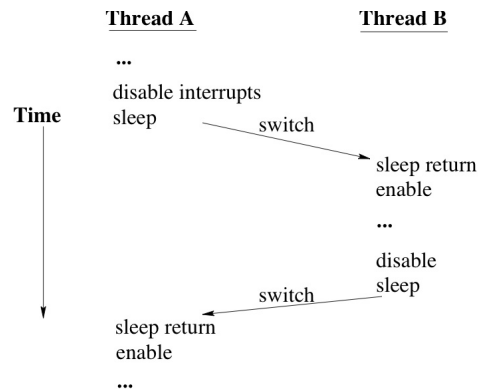 Thread A
Thread B
...
disable interrupts
Time
sleep
switch
sleep return
enable
...
disable
sleep
switch
sleep return
enable
...